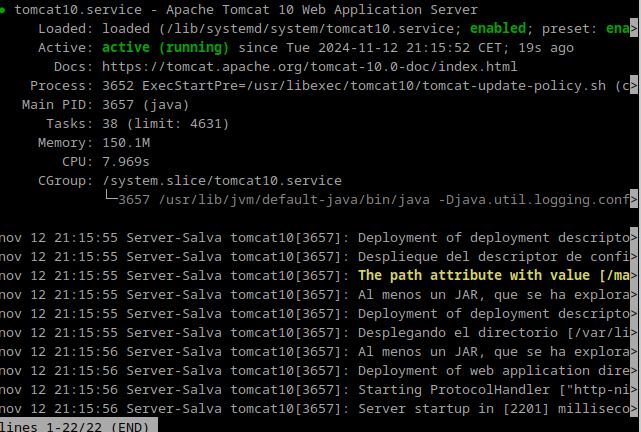 ● tomcat10.service - Apache Tomcat 10 Web Application Server
Loaded: loaded (/lib/systemd/system/tomcat10.service; enabled; preset: ena>
Active: active (running) since Tue 2024-11-12 21:15:52 CET; 19s ago
Docs: https://tomcat.apache.org/tomcat-10.0-doc/index.html
Process: 3652 ExecStartPre=/usr/libexec/tomcat10/tomcat-update-policy.sh (c>
Main PID: 3657 (java)
Tasks: 38 (limit: 4631)
Memory: 150.1M
CPU: 7.969s
CGroup: /system.slice/tomcat10.service
└─3657 /usr/lib/jvm/default-java/bin/java -Djava.util.logging.conf>
nov 12 21:15:55 Server-Salva tomcat10[3657]: Deployment of deployment descripto>
nov 12 21:15:55 Server-Salva tomcat10[3657]: Desplieque del descriptor de confi>
nov 12 21:15:55 Server-Salva tomcat10[3657]: The path attribute with value [/ma>
nov 12 21:15:55 Server-Salva tomcat10[3657]: Al menos un JAR, que se ha explora>
nov 12 21:15:55 Server-Salva tomcat10[3657]: Deployment of deployment descripto>
nov 12 21:15:56 Server-Salva tomcat10[3657]: Desplegando el directorio [/var/li>
nov 12 21:15:56 Server-Salva tomcat10[3657]: Al menos un JAR, que se ha explora>
nov 12 21:15:56 Server-Salva tomcat10[3657]: Deployment of web application dire>
nov 12 21:15:56 Server-Salva tomcat10[3657]: Starting ProtocolHandler ["http-ni>
nov 12 21:15:56 Server-Salva tomcat10[3657]: Server startup in [2201] milliseco>
lines 1-22/22 (END)